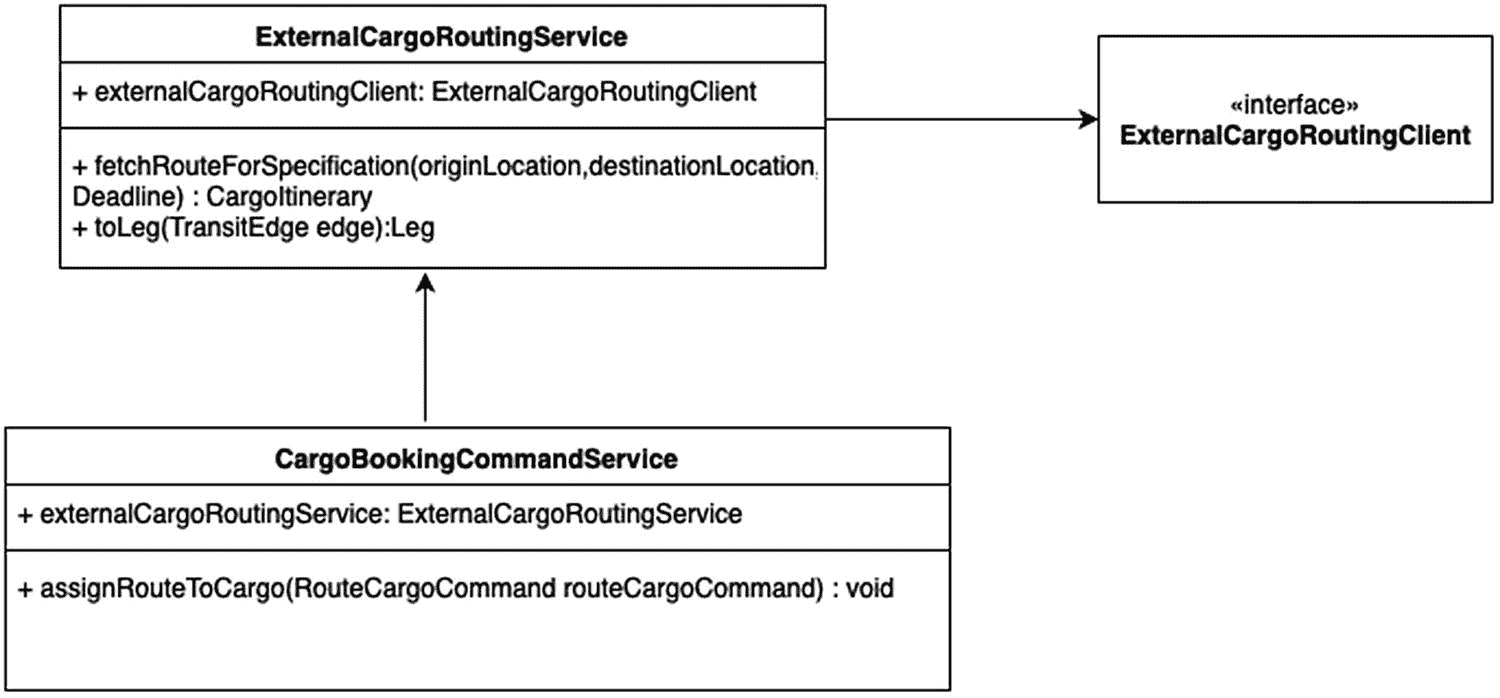 ExternalCargoRoutingService
+ externalCargoRoutingClient: ExternalCargoRoutingClient
+ fetchRouteForSpecification(originLocation,destinationLocation,
Deadline) : CargoItinerary
+ toLeg(TransitEdge edge):Leg
«interface»
ExternalCargoRoutingClient
CargoBookingCommandService
+ externalCargoRoutingService: ExternalCargoRoutingService
+ assignRouteToCargo(RouteCargoCommand routeCargoCommand) : void